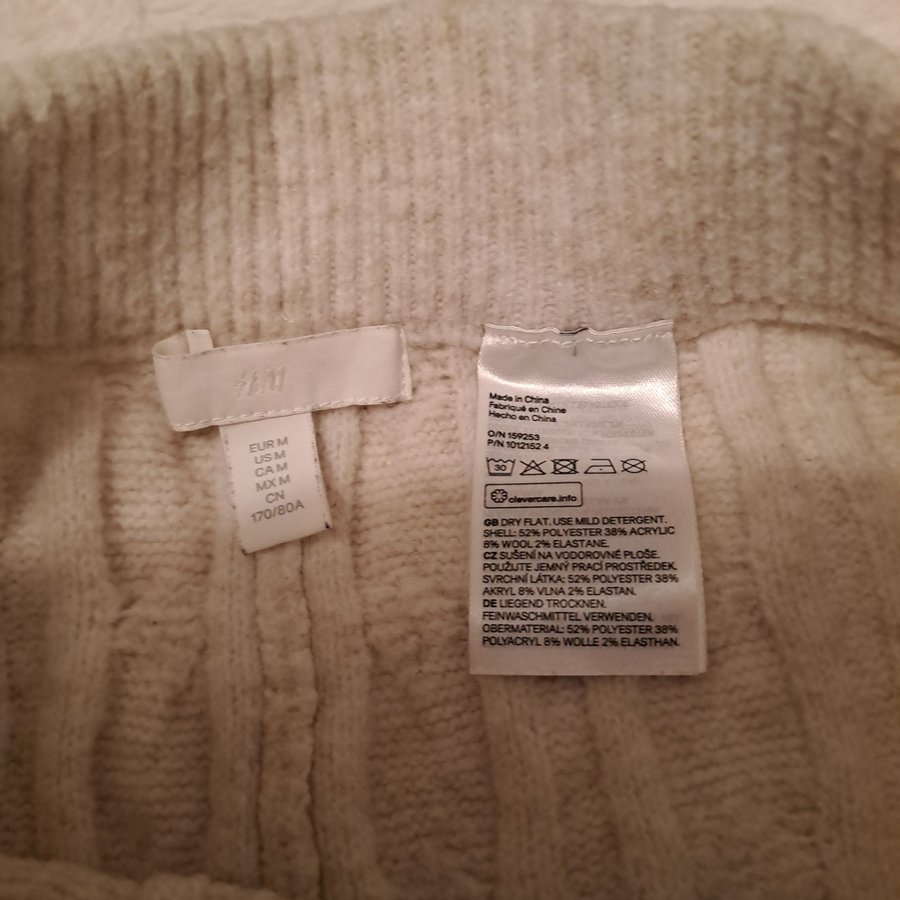 H&M
EUR M
US M
CA M
MX M
CN
170/80A
Made in China
Fabriqué en Chine
Hecho en China
O/N 159253
P/N 1012152 4
30
clevercare.info
GB DRY FLAT. USE MILD DETERGENT.
SHELL: 52% POLYESTER 38% ACRYLIC
8% WOOL 2% ELASTANE.
CZ SUŠENÍ NA VODOROVNÉ PLOŠE.
POUŽIJTE JEMNÝ PRACÍ PROSTŘEDEK.
SVRCHNÍ LÁTKA: 52% POLYESTER 38%
AKRYL 8% VLNA 2% ELASTAN.
DE LIEGEND TROCKNEN.
FEINWASCHMITTEL VERWENDEN.
OBERMATERIAL: 52% POLYESTER 38%
POLYACRYL 8% WOLLE 2% ELASTHAN.